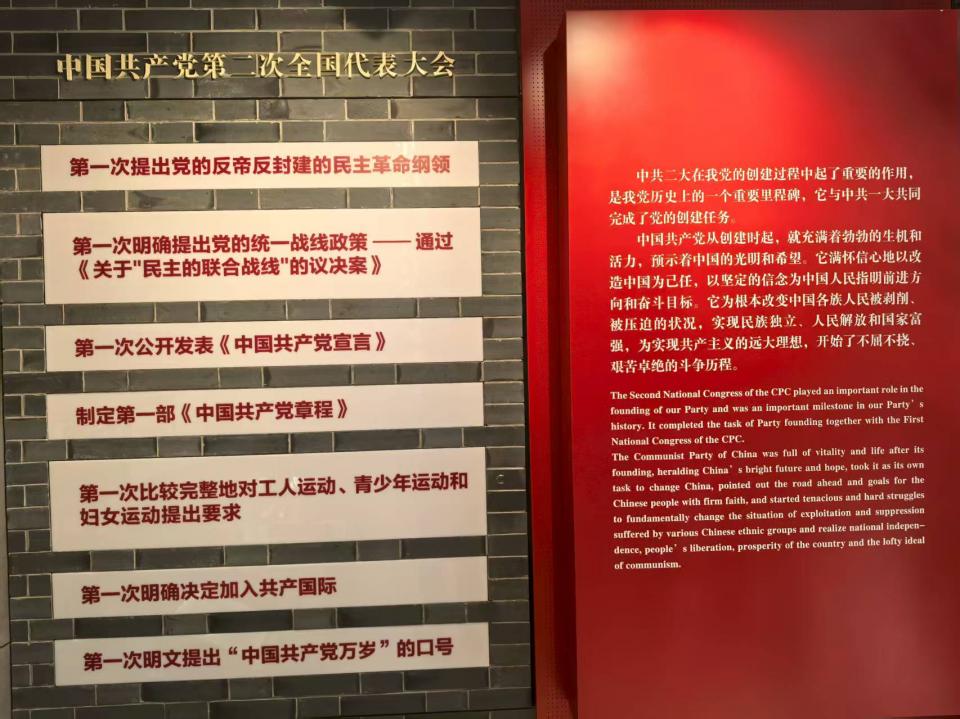 中国共产党第二次全国代表大会
第一次提出党的反帝反封建的民主革命纲领
第一次明确提出党的统一战线政策 —— 通过
《关于"民主的联合战线"的议决案》
第一次公开发表《中国共产党宣言》
制定第一部《中国共产党章程》
第一次比较完整地对工人运动、青少年运动和
妇女运动提出要求
第一次明确决定加入共产国际
第一次明文提出“中国共产党万岁”的口号
中共二大在我党的创建过程中起了重要的作用，
是我党历史上的一个重要里程碑，它与中共一大共同
完成了党的创建任务。
中国共产党从创建时起，就充满着勃勃的生机和
活力，预示着中国的光明和希望。它满怀信心地以改
造中国为己任，以坚定的信念为中国人民指明前进方
向和奋斗目标。它为根本改变中国各族人民被剥削、
被压迫的状况，实现民族独立、人民解放和国家富
强，为实现共产主义的远大理想，开始了不屈不挠、
艰苦卓绝的斗争历程。
The Second National Congress of the CPC played an important role in the
founding of our Party and was an important milestone in our Party’s
history. It completed the task of Party founding together with the First
National Congress of the CPC.
The Communist Party of China was full of vitality and life after its
founding, heralding China’s bright future and hope, took it as its own
task to change China, pointed out the road ahead and goals for the
Chinese people with firm faith, and started tenacious and hard struggles
to fundamentally change the situation of exploitation and suppression
suffered by various Chinese ethnic groups and realize national indepen-
dence, people’s liberation, prosperity of the country and the lofty ideal
of communism.